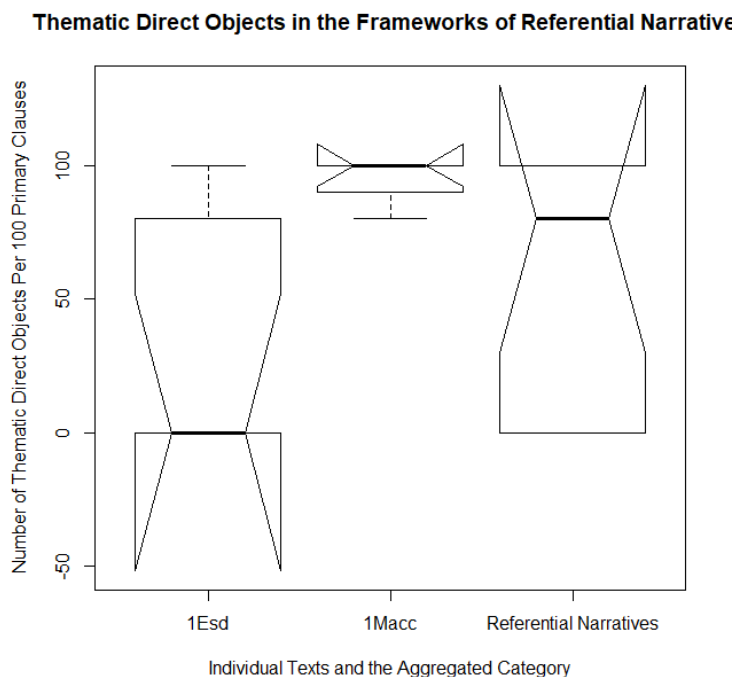 Thematic Direct Objects in the Frameworks of Referential Narrative
Number of Thematic Direct Objects Per 100 Primary Clauses
100
50
0
-50
1Esd 1Macc Referential Narratives
Individual Texts and the Aggregated Category